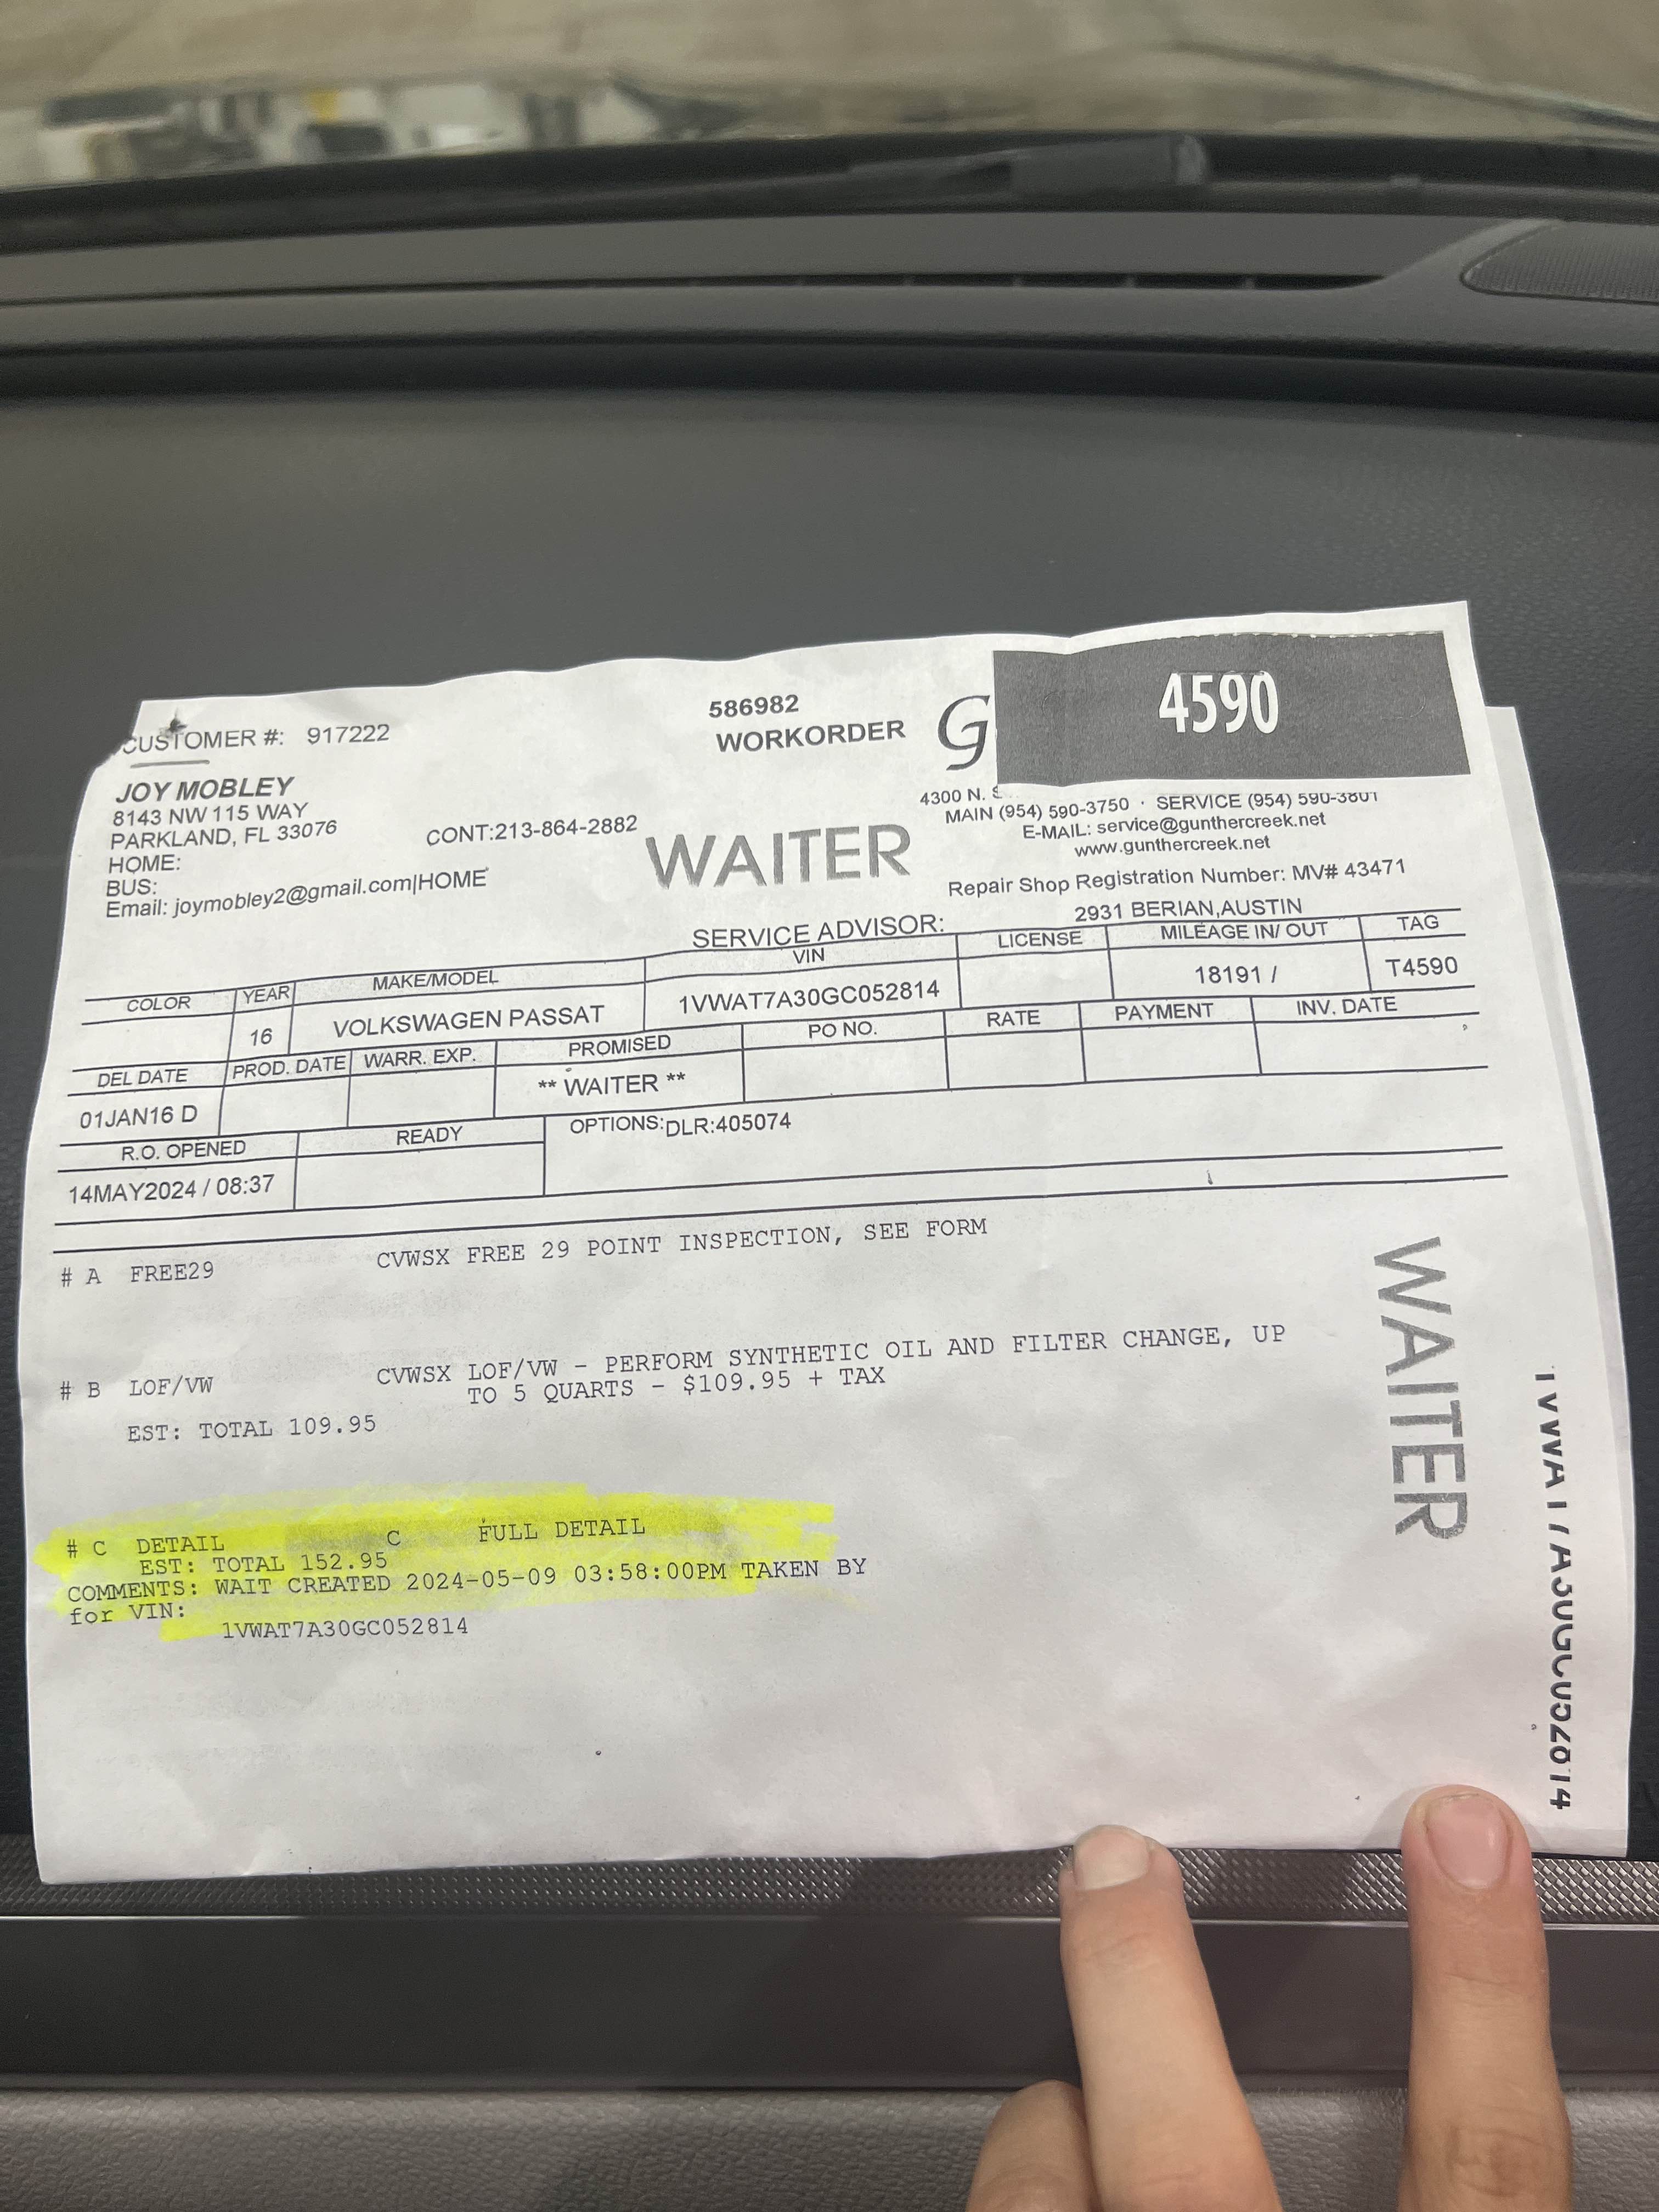 586982
WORKORDER
G
4590
CUSTOMER #: 917222
JOY MOBLEY
8143 NW 115 WAY
PARKLAND, FL 33076
CONT:213-864-2882
HOME:
BUS:
Email: joymobley2@gmail.com|HOME
WAITER
4300 N.
MAIN (954) 590-3750 · SERVICE (954) 590-3801
E-MAIL: service@gunthercreek.net
www.gunthercreek.net
Repair Shop Registration Number: MV# 43471
SERVICE ADVISOR: 2931 BERIAN,AUSTIN
COLOR YEAR MAKE/MODEL VIN LICENSE MILEAGE IN/ OUT TAG
16 VOLKSWAGEN PASSAT 1VWAT7A30GC052814 18191 / T4590
DEL DATE PROD. DATE WARR. EXP. PROMISED PO NO. RATE PAYMENT INV. DATE
01JAN16 D ** WAITER **
R.O. OPENED READY OPTIONS:DLR:405074
14MAY2024 / 08:37
# A FREE29 CVWSX FREE 29 POINT INSPECTION, SEE FORM
# B LOF/VW CVWSX LOF/VW - PERFORM SYNTHETIC OIL AND FILTER CHANGE, UP
TO 5 QUARTS - $109.95 + TAX
EST: TOTAL 109.95
# C DETAIL C FULL DETAIL
EST: TOTAL 152.95
COMMENTS: WAIT CREATED 2024-05-09 03:58:00PM TAKEN BY
for VIN:
1VWAT7A30GC052814
WAITER
1VWAT7A30GC052814